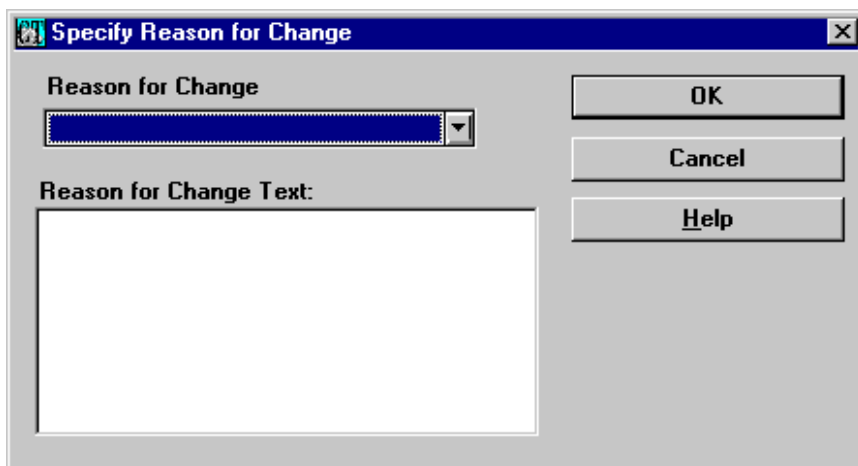 Specify Reason for Change
Reason for Change
OK
Cancel
Reason for Change Text:
Help